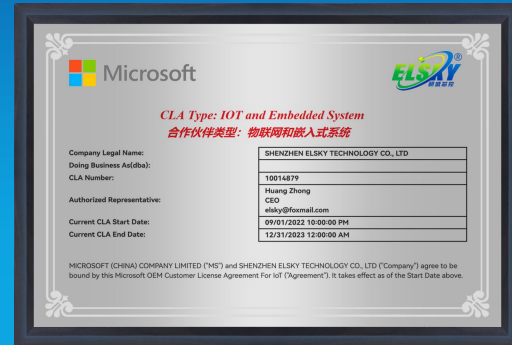 Microsoft
ELSKY®
CLA Type: IOT and Embedded System
合作伙伴类型：物联网和嵌入式系统
Company Legal Name: SHENZHEN ELSKY TECHNOLOGY CO., LTD
Doing Business As(dba):
CLA Number: 10014879
Authorized Representative: Huang Zhong
CEO
elsky@foxmail.com
Current CLA Start Date: 09/01/2022 10:00:00 PM
Current CLA End Date: 12/31/2023 12:00:00 AM
MICROSOFT (CHINA) COMPANY LIMITED ("MS") and SHENZHEN ELSKY TECHNOLOGY CO., LTD ("Company") agree to be
bound by this Microsoft OEM Customer License Agreement For IoT ("Agreement"). It takes effect as of the Start Date above.